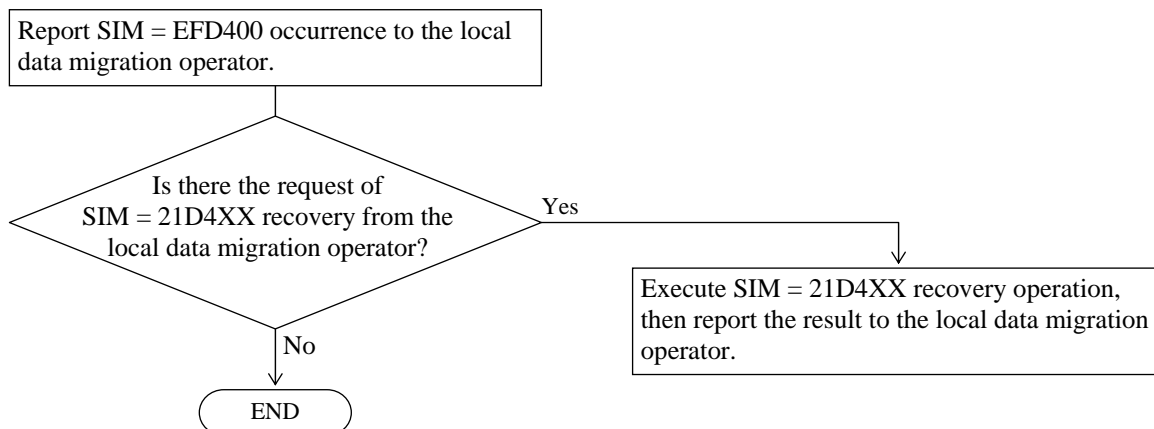 Report SIM = EFD400 occurrence to the local
data migration operator.
Is there the request of
SIM = 21D4XX recovery from the
local data migration operator?
Yes
Execute SIM = 21D4XX recovery operation,
then report the result to the local data migration
operator.
No
END